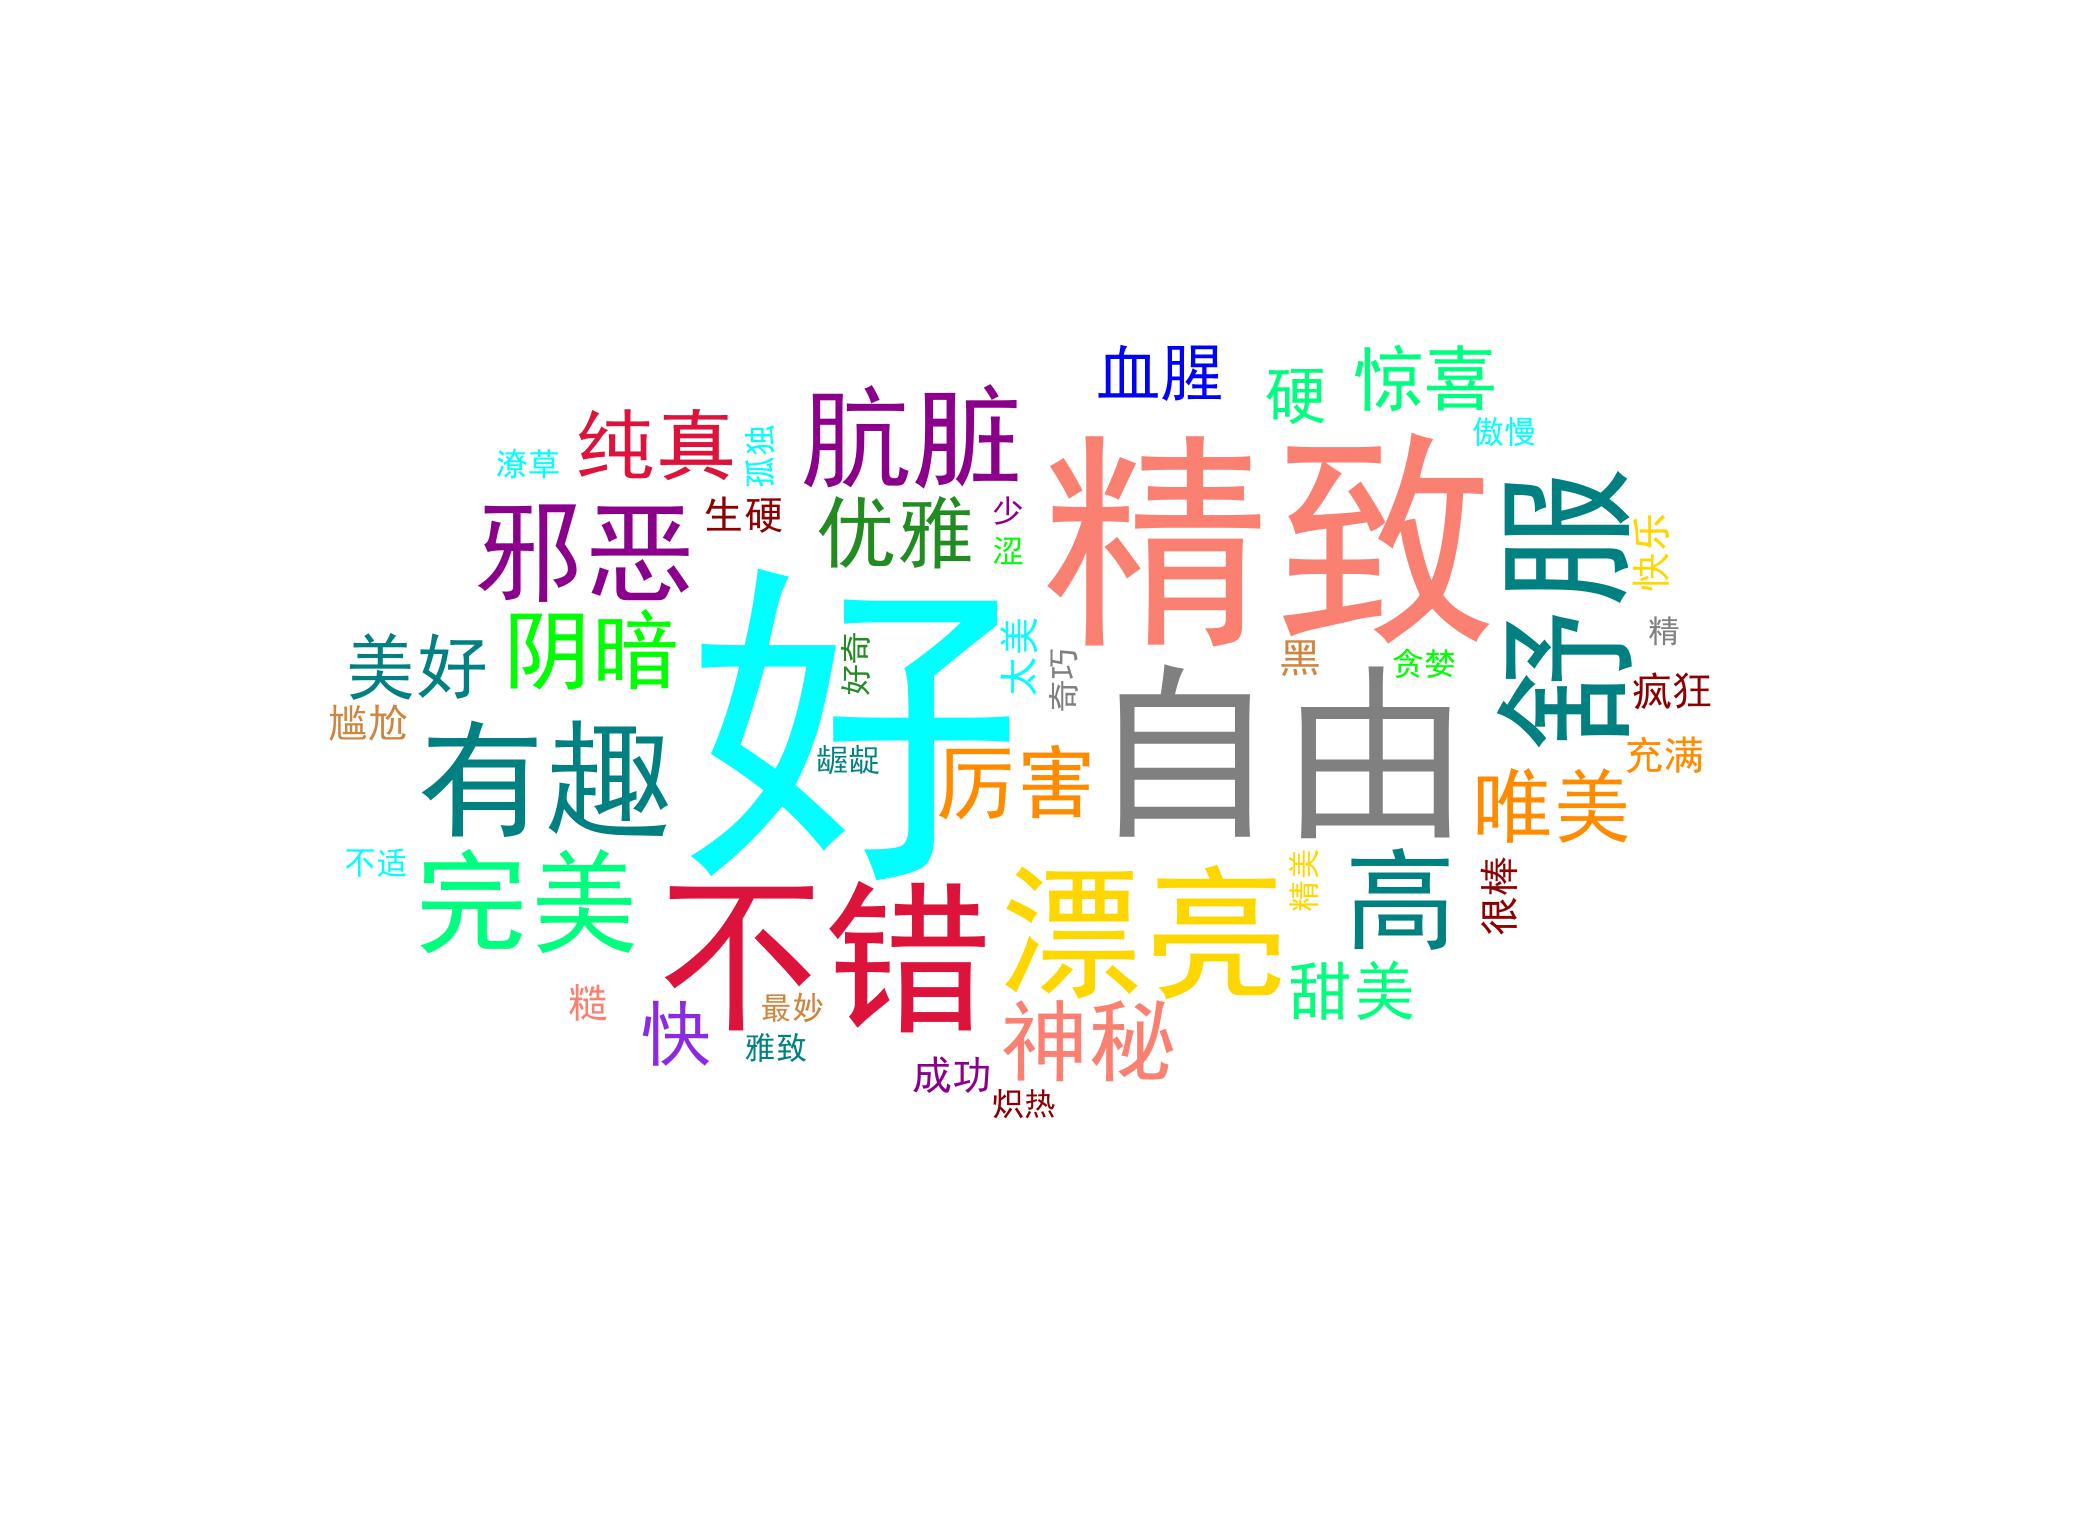 血腥
硬
惊喜
肮脏
纯真
孤独
傲慢
潦草
精致
邪恶
生硬
优雅
少
涩
舒服
快乐
阴暗
美好
好
好奇
太美
奇巧
黑
贪婪
精
疯狂
尴尬
有趣
龌龊
厉害
自由
充满
唯美
不适
完美
不错
漂亮
精美
高
很棒
甜美
糙
快
最妙
雅致
神秘
成功
炽热